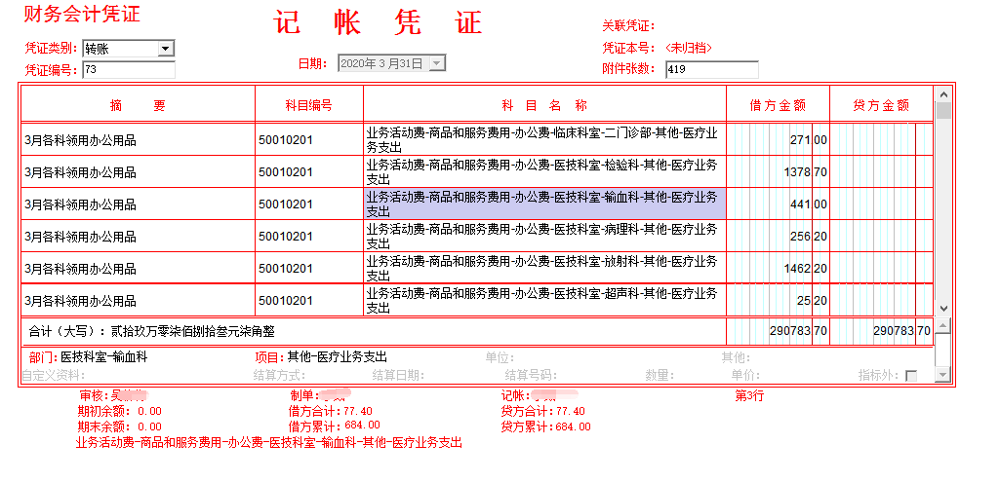 财务会计凭证
记 帐 凭 证
关联凭证:
凭证类别: 转账
凭证本号: <未归档>
凭证编号: 73
日期: 2020年 3 月31日
附件张数: 419
摘 要 科目编号 科 目 名 称 借方金额 贷方金额
3月各科领用办公用品 50010201 业务活动费-商品和服务费用-办公费-临床科室-二门诊部-其他-医疗业务支出 271 00
3月各科领用办公用品 50010201 业务活动费-商品和服务费用-办公费-医技科室-检验科-其他-医疗业务支出 1378 70
3月各科领用办公用品 50010201 业务活动费-商品和服务费用-办公费-医技科室-输血科-其他-医疗业务支出 441 00
3月各科领用办公用品 50010201 业务活动费-商品和服务费用-办公费-医技科室-病理科-其他-医疗业务支出 256 20
3月各科领用办公用品 50010201 业务活动费-商品和服务费用-办公费-医技科室-放射科-其他-医疗业务支出 1462 20
3月各科领用办公用品 50010201 业务活动费-商品和服务费用-办公费-医技科室-超声科-其他-医疗业务支出 25 20
合计（大写）: 贰拾玖万零柒佰捌拾叁元柒角整 290783 70 290783 70
部门: 医技科室-输血科 项目: 其他-医疗业务支出 单位: 其他:
自定义资料: 结算方式: 结算日期: 结算号码: 数量: 单价: 指标外:
审核: 制单: 记帐: 第3行
期初余额: 0.00 借方合计: 77.40 贷方合计: 77.40
期末余额: 0.00 借方累计: 684.00 贷方累计: 684.00
业务活动费-商品和服务费用-办公费-医技科室-输血科-其他-医疗业务支出